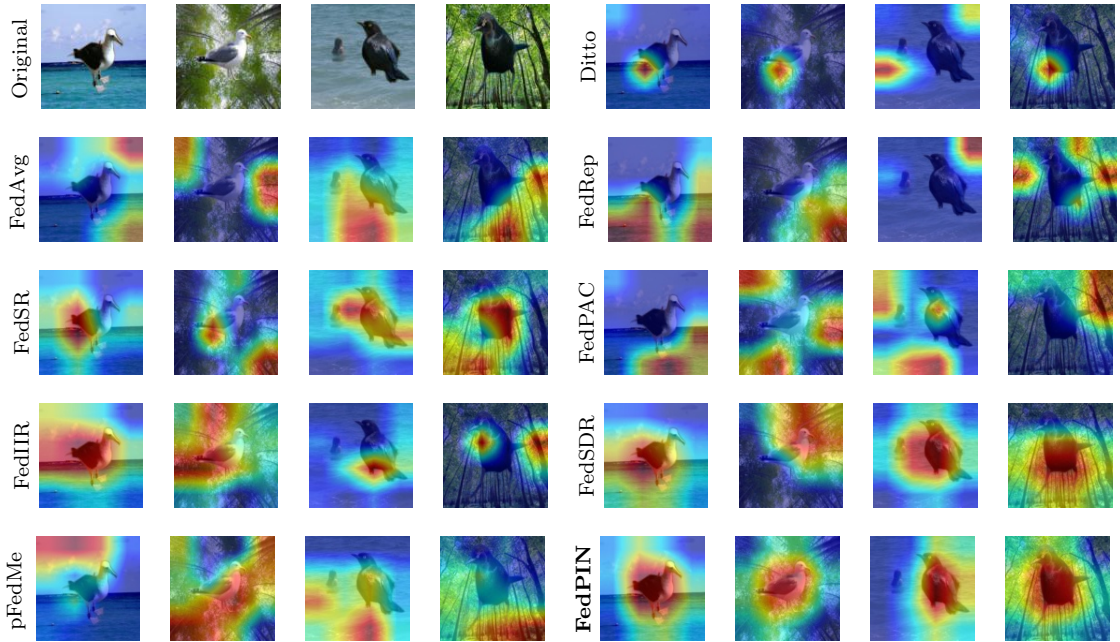 Original
Ditto
FedAvg
FedRep
FedSR
FedPAC
FedIIR
FedSDR
pFedMe
FedPIN